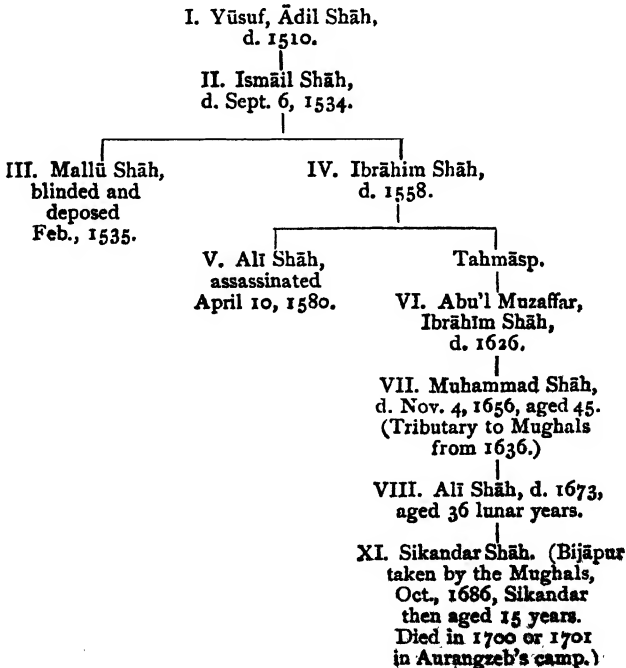 I. Yūsuf, Ādil Shāh,
d. 1510.
II. Ismāil Shāh,
d. Sept. 6, 1534.
III. Mallū Shāh,
blinded and
deposed
Feb., 1535.
IV. Ibrāhim Shāh,
d. 1558.
V. Alī Shāh,
assassinated
April 10, 1580.
Tahmāsp.
VI. Abu'l Muzaffar,
Ibrāhīm Shāh,
d. 1626.
VII. Muhammad Shāh,
d. Nov. 4, 1656, aged 45.
(Tributary to Mughals
from 1636.)
VIII. Alī Shāh, d. 1673,
aged 36 lunar years.
XI. Sikandar Shāh. (Bijāpur
taken by the Mughals,
Oct., 1686, Sikandar
then aged 15 years.
Died in 1700 or 1701
in Aurangzeb's camp.)